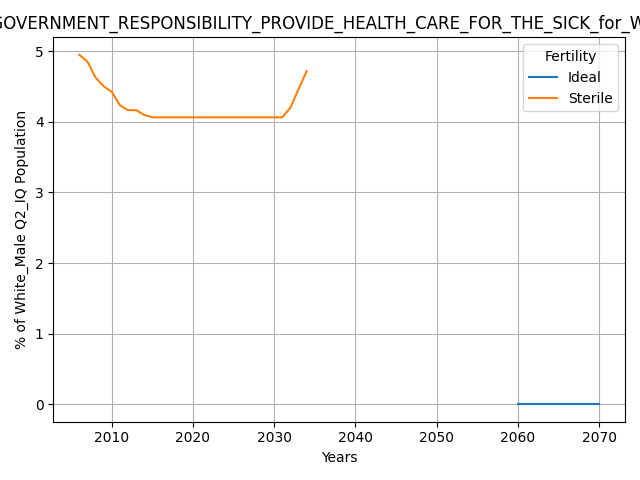 GOVERNMENT_RESPONSIBILITY_PROVIDE_HEALTH_CARE_FOR_THE_SICK_for_W
Fertility
Ideal
Sterile
% of White_Male Q2_IQ Population
5
4
3
2
1
0
2010 2020 2030 2040 2050 2060 2070
Years